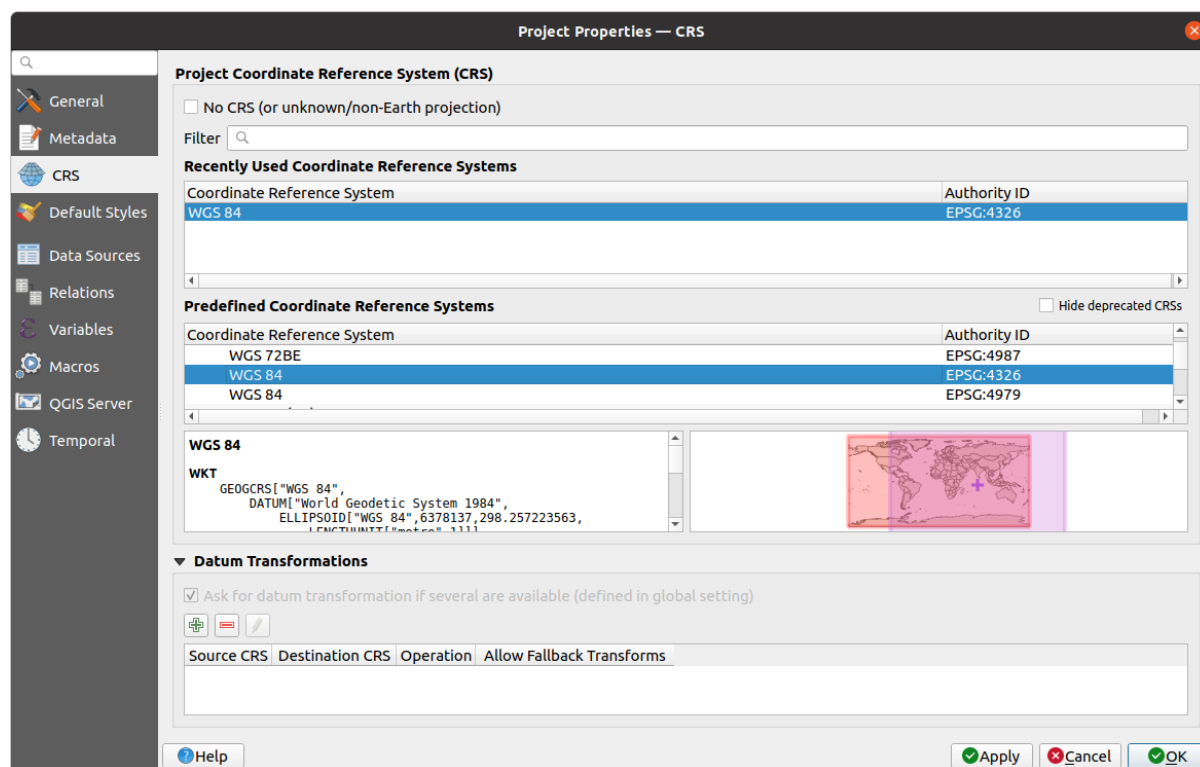 Project Properties — CRS
General
Metadata
CRS
Default Styles
Data Sources
Relations
Variables
Macros
QGIS Server
Temporal
Project Coordinate Reference System (CRS)
No CRS (or unknown/non-Earth projection)
Filter
Recently Used Coordinate Reference Systems
Coordinate Reference System Authority ID
WGS 84 EPSG:4326
Predefined Coordinate Reference Systems Hide deprecated CRSs
Coordinate Reference System Authority ID
WGS 72BE EPSG:4987
WGS 84 EPSG:4326
WGS 84 EPSG:4979
WGS 84
WKT
GEOGCRS["WGS 84",
DATUM["World Geodetic System 1984",
ELLIPSOID["WGS 84",6378137,298.257223563,
LENGTHUNIT["metre",1]]],
Datum Transformations
Ask for datum transformation if several are available (defined in global setting)
Source CRS Destination CRS Operation Allow Fallback Transforms
Help Apply Cancel OK